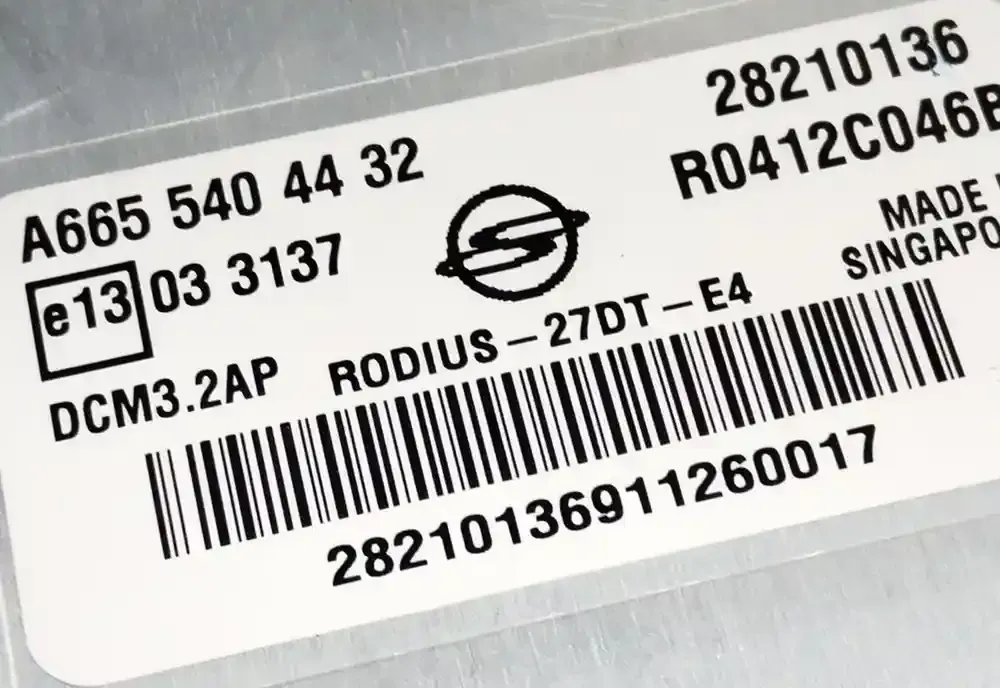 28210136
R0412C046B
A665 540 44 32
e13 03 3137
MADE
SINGAPO
DCM3.2AP RODIUS-27DT-E4
28210136911260017